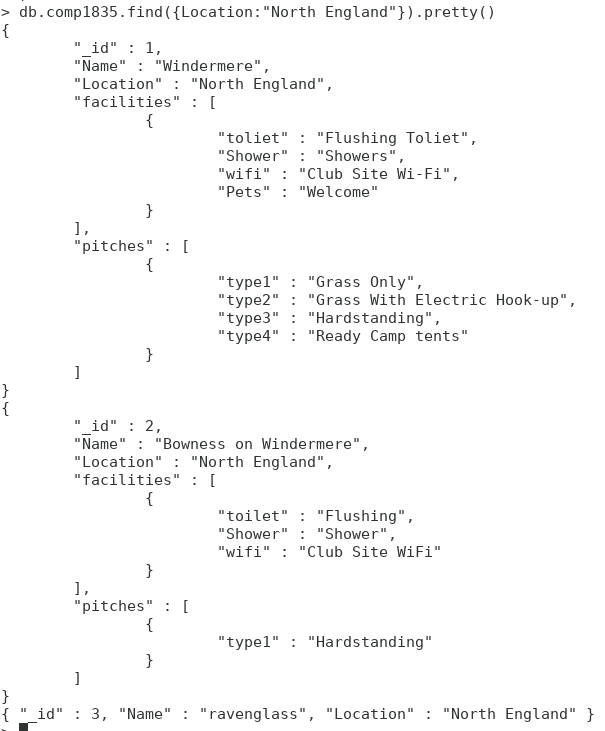 > db.comp1835.find({Location:"North England"}).pretty()
{
        "_id" : 1,
        "Name" : "Windermere",
        "Location" : "North England",
        "facilities" : [
                {
                        "toliet" : "Flushing Toliet",
                        "Shower" : "Showers",
                        "wifi" : "Club Site Wi-Fi",
                        "Pets" : "Welcome"
                }
        ],
        "pitches" : [
                {
                        "type1" : "Grass Only",
                        "type2" : "Grass With Electric Hook-up",
                        "type3" : "Hardstanding",
                        "type4" : "Ready Camp tents"
                }
        ]
}
{
        "_id" : 2,
        "Name" : "Bowness on Windermere",
        "Location" : "North England",
        "facilities" : [
                {
                        "toilet" : "Flushing",
                        "Shower" : "Shower",
                        "wifi" : "Club Site WiFi"
                }
        ],
        "pitches" : [
                {
                        "type1" : "Hardstanding"
                }
        ]
}
{ "_id" : 3, "Name" : "ravenglass", "Location" : "North England" }
>